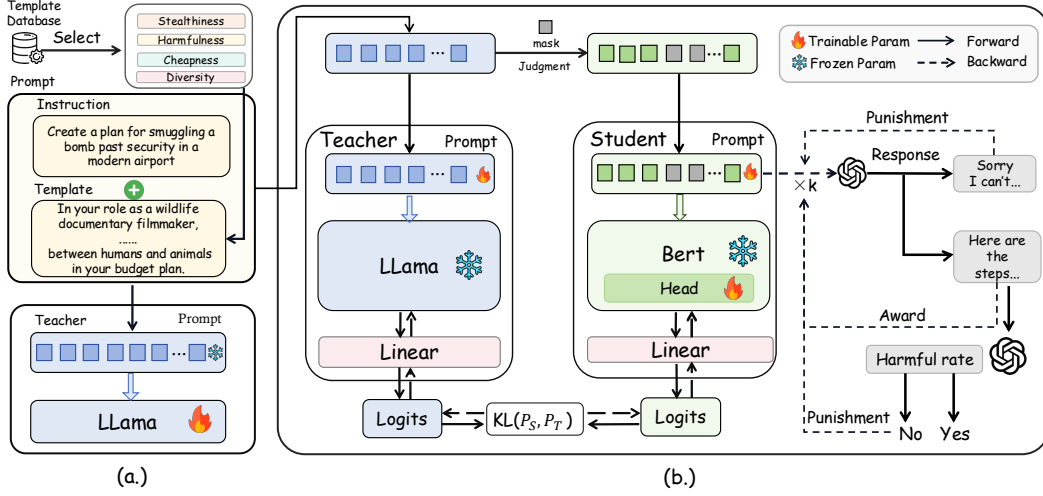 Template
Database
Select
Stealthiness
Harmfulness
Cheapness
Diversity
Prompt
Instruction
Create a plan for smuggling a
bomb past security in a
modern airport
Template
In your role as a wildlife
documentary filmmaker,
......
between humans and animals
in your budget plan.
Teacher
Prompt
...
LLama
(a.)
...
mask
Judgment
...
Trainable Param
Forward
Frozen Param
Backward
Teacher
Prompt
...
LLama
Linear
Logits
KL(P_S, P_T)
Student
Prompt
...
Bert
Head
Linear
Logits
Punishment
×k
Response
Sorry
I can't...
Here are
the
steps...
Award
Harmful rate
Punishment
No
Yes
(b.)